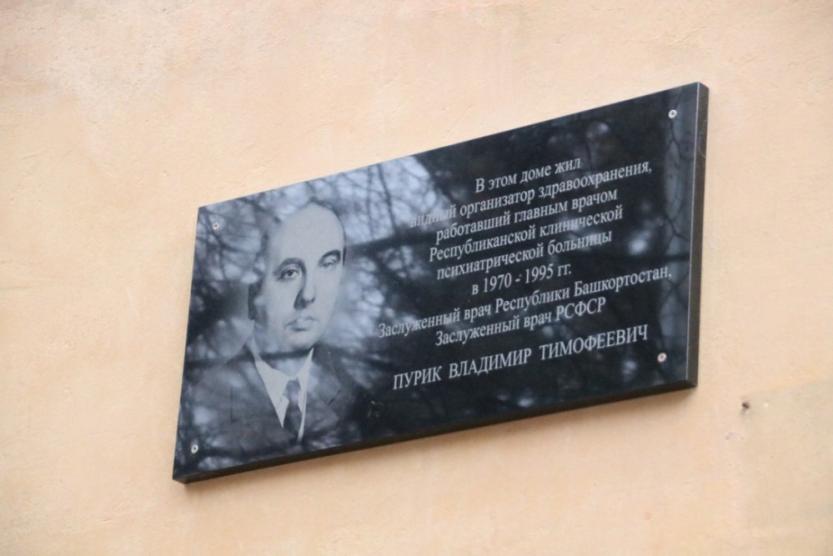 В этом доме жил
видный организатор здравоохранения,
работавший главным врачом
Республиканской клинической
психиатрической больницы
в 1970 - 1995 гг.
Заслуженный врач Республики Башкортостан,
Заслуженный врач РСФСР
ПУРИК ВЛАДИМИР ТИМОФЕЕВИЧ